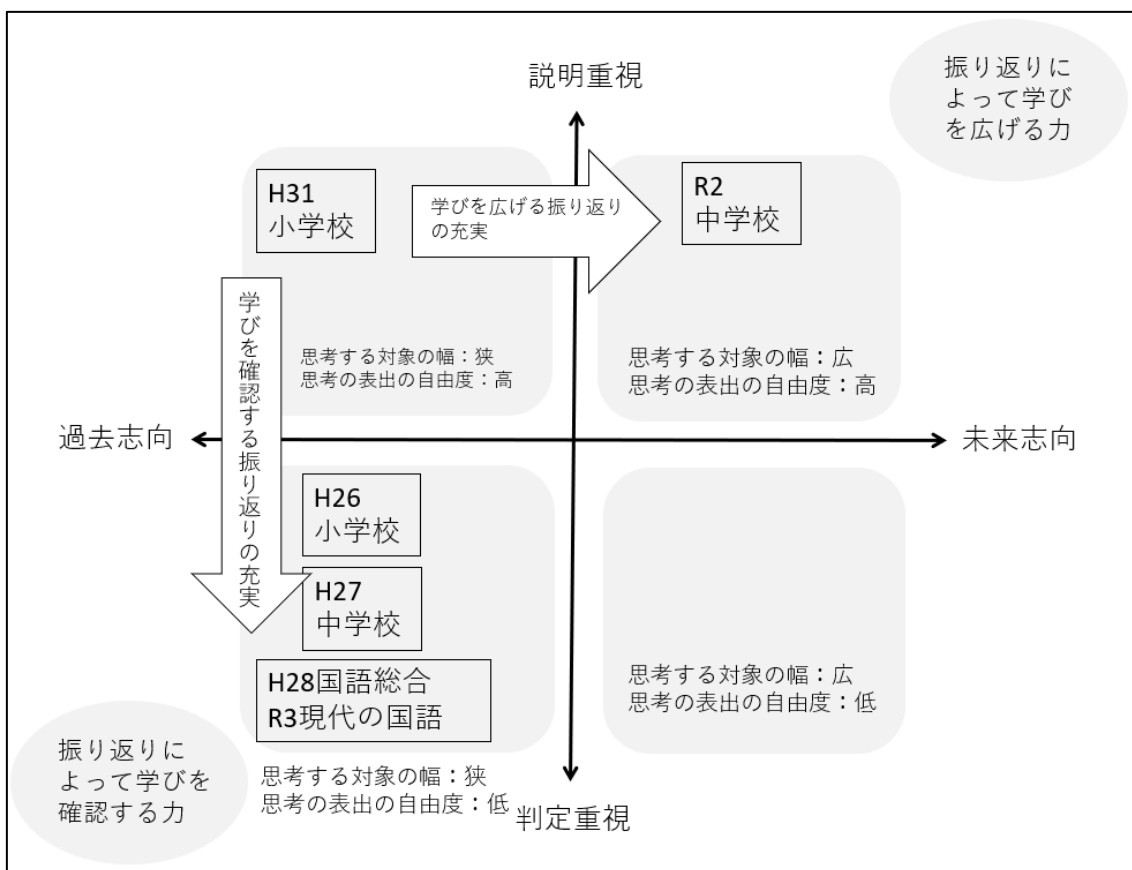 説明重視
振り返りに
よって学び
を広げる力
H31
小学校
学びを広げる振り返り
の充実
R2
中学校
学びを確認する振り返りの充実
思考する対象の幅：狭
思考の表出の自由度：高
思考する対象の幅：広
思考の表出の自由度：高
過去志向
未来志向
H26
小学校
H27
中学校
H28国語総合
R3現代の国語
思考する対象の幅：広
思考の表出の自由度：低
振り返りに
よって学びを
確認する力
思考する対象の幅：狭
思考の表出の自由度：低
判定重視